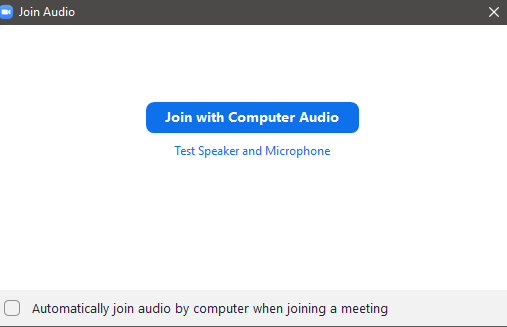 Join Audio
Join with Computer Audio
Test Speaker and Microphone
Automatically join audio by computer when joining a meeting